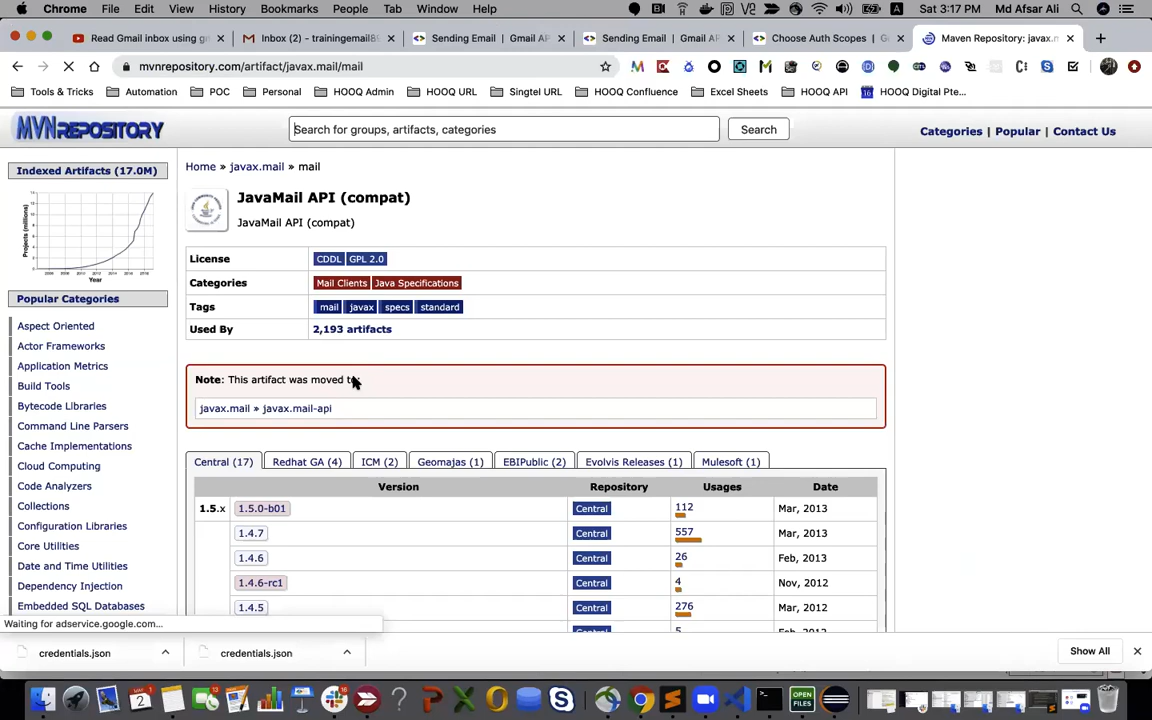 Chrome File Edit View History Bookmarks People Tab Window Help Sat 3:17 PM Md Afsar Ali
Read Gmail inbox using gm Inbox (2) - trainingemail89 Sending Email | Gmail AP Sending Email | Gmail AP Choose Auth Scopes | G Maven Repository: javax.m
mvnrepository.com/artifact/javax.mail/mail
Tools & Tricks Automation POC Personal HOOQ Admin HOOQ URL Singtel URL HOOQ Confluence Excel Sheets HOOQ API HOOQ Digital Pte...
MVNREPOSITORY Search for groups, artifacts, categories Search Categories | Popular | Contact Us
Indexed Artifacts (17.0M)
Projects (millions)
Year
Popular Categories
Aspect Oriented
Actor Frameworks
Application Metrics
Build Tools
Bytecode Libraries
Command Line Parsers
Cache Implementations
Cloud Computing
Code Analyzers
Collections
Configuration Libraries
Core Utilities
Date and Time Utilities
Dependency Injection
Embedded SQL Databases
Home » javax.mail » mail
JavaMail API (compat)
JavaMail API (compat)
License CDDL GPL 2.0
Categories Mail Clients Java Specifications
Tags mail javax specs standard
Used By 2,193 artifacts
Note: This artifact was moved to:
javax.mail » javax.mail-api
Central (17) Redhat GA (4) ICM (2) Geomajas (1) EBIPublic (2) Evolvis Releases (1) Mulesoft (1)
Version Repository Usages Date
1.5.x 1.5.0-b01 Central 112 Mar, 2013
1.4.7 Central 557 Mar, 2013
1.4.6 Central 26 Feb, 2013
1.4.6-rc1 Central 4 Nov, 2012
1.4.5 Central 276 Mar, 2012
Waiting for adservice.google.com...
credentials.json credentials.json Show All